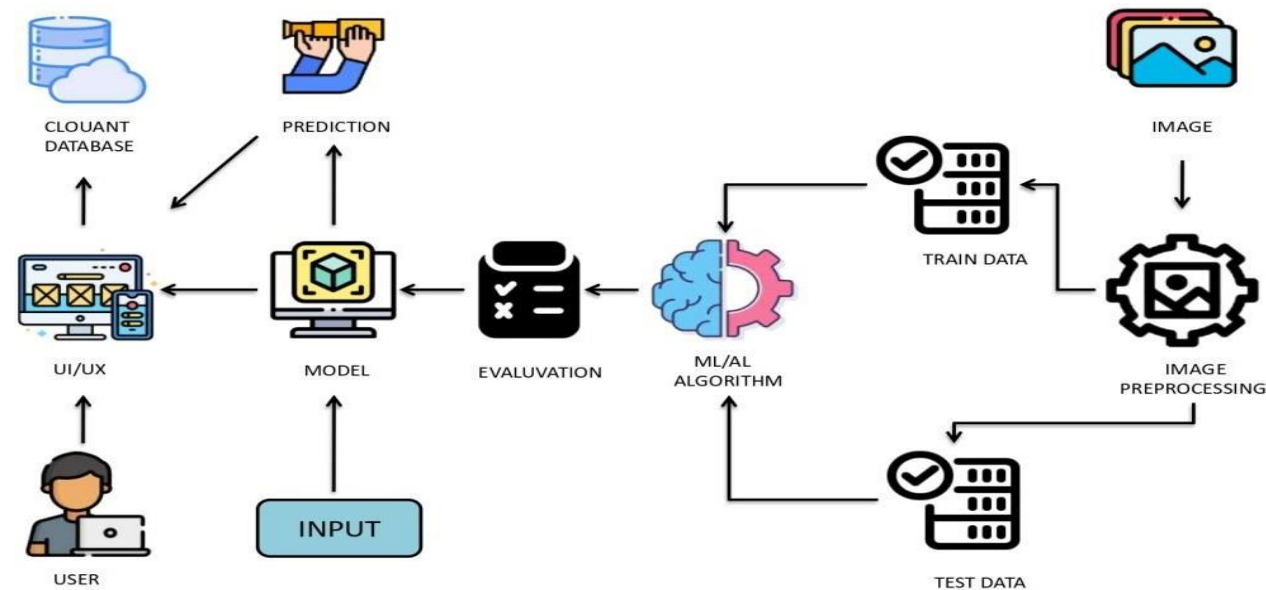 CLOUANT
DATABASE
PREDICTION
IMAGE
TRAIN DATA
UI/UX
MODEL
EVALUVATION
ML/AL
ALGORITHM
IMAGE
PREPROCESSING
INPUT
USER
TEST DATA